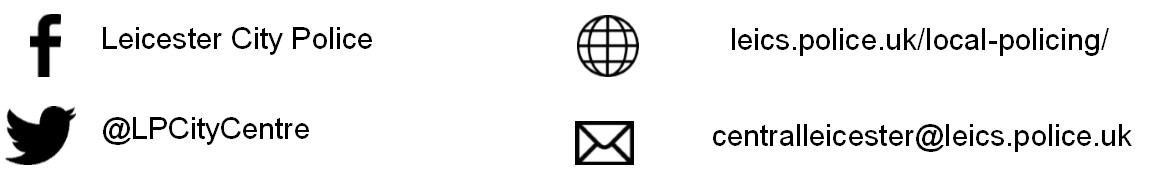 Leicester City Police
leics.police.uk/local-policing/
@LPCityCentre
centralleicester@leics.police.uk